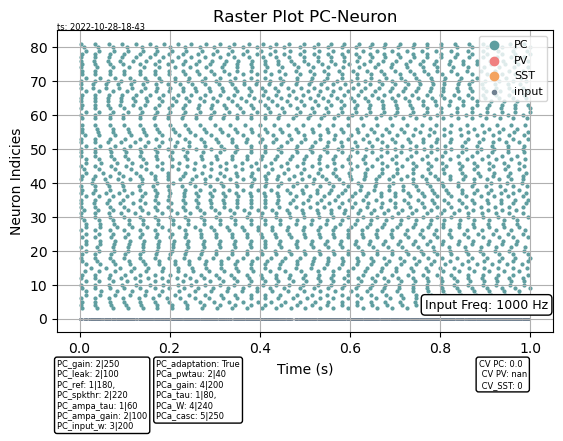 Raster Plot PC-Neuron
ts: 2022-10-28-18-43
PC
PV
SST
input
Neuron Indicies
80
70
60
50
40
30
20
10
0
Input Freq: 1000 Hz
0.0 0.2 0.4 0.6 0.8 1.0
Time (s)
PC_gain: 2|250
PC_leak: 2|100
PC_ref: 1|180,
PC_spkthr: 2|220
PC_ampa_tau: 1|60
PC_ampa_gain: 2|100
PC_input_w: 3|200
PC_adaptation: True
PCa_pwtau: 2|40
PCa_gain: 4|200
PCa_tau: 1|80,
PCa_W: 4|240
PCa_casc: 5|250
CV PC: 0.0
CV PV: nan
CV_SST: 0